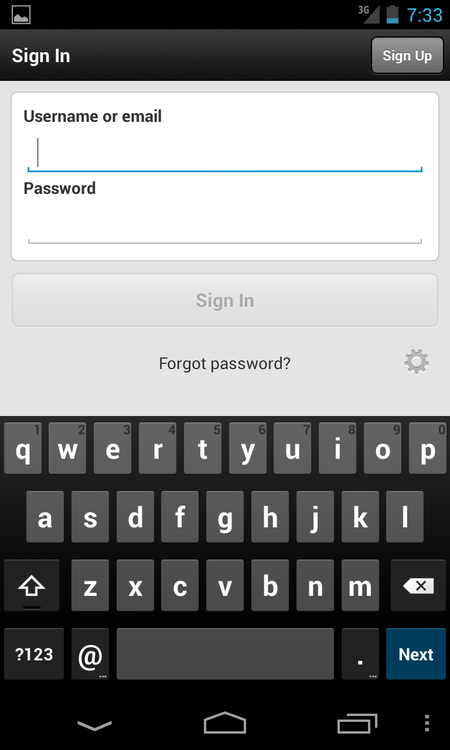 3G 7:33
Sign In Sign Up
Username or email
Password
Sign In
Forgot password?
1 2 3 4 5 6 7 8 9 0
q w e r t y u i o p
a s d f g h j k l
z x c v b n m
?123 @ ... . ... Next